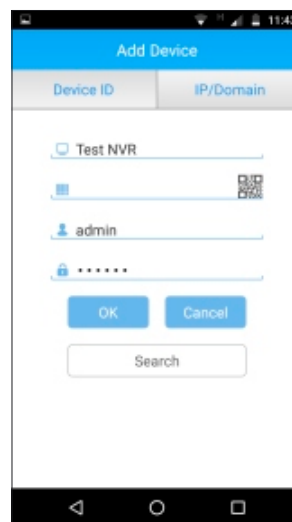 11:43
Add Device
Device ID IP/Domain
Test NVR
admin
••••••
OK Cancel
Search